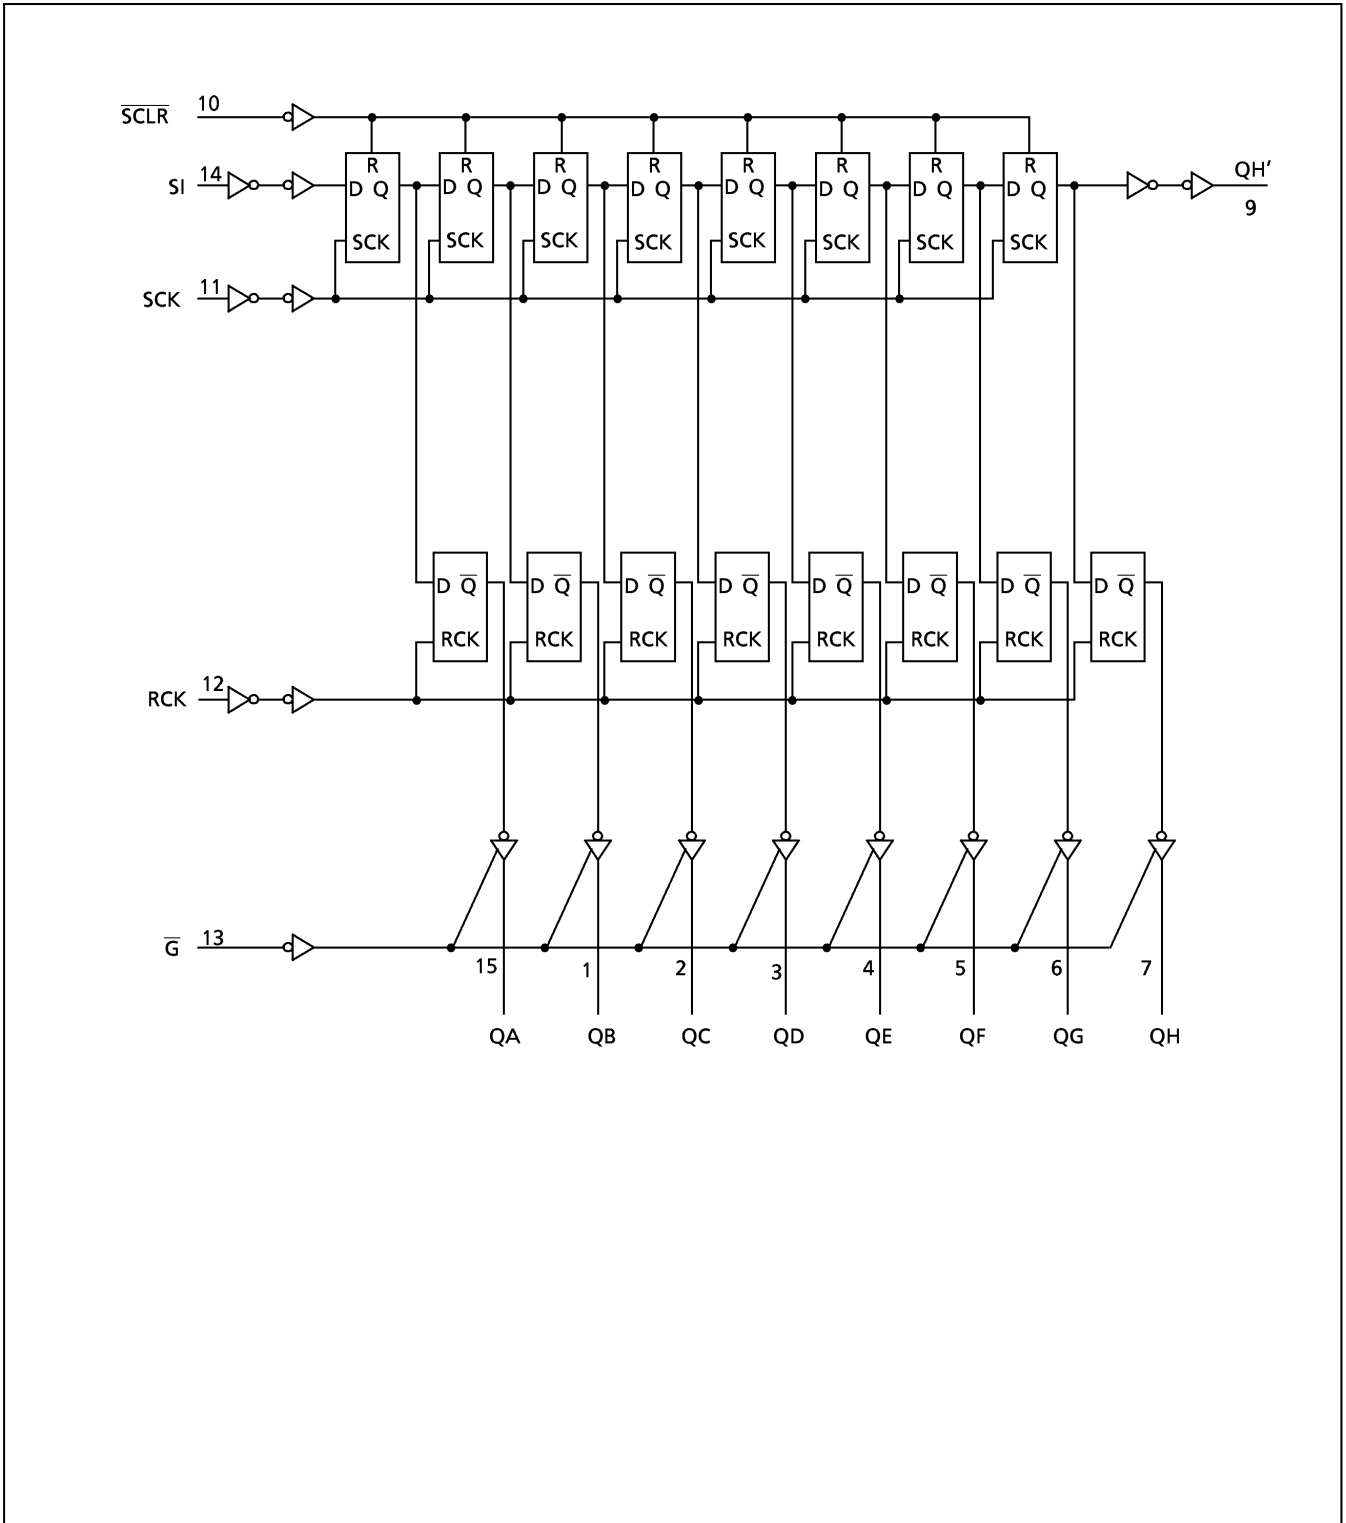 10
S̅C̅L̅R̅
R R R R R R R R
14
SI
D Q D Q D Q D Q D Q D Q D Q D Q
QH’
9
SCK SCK SCK SCK SCK SCK SCK SCK
11
SCK
D Q̅ D Q̅ D Q̅ D Q̅ D Q̅ D Q̅ D Q̅ D Q̅
RCK RCK RCK RCK RCK RCK RCK RCK
12
RCK
13
G̅
15 1 2 3 4 5 6 7
QA QB QC QD QE QF QG QH